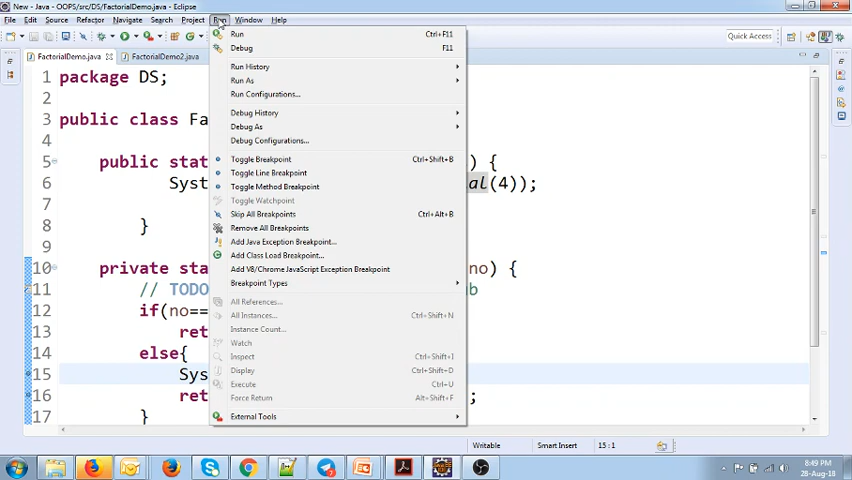 New - Java - OOPS/src/DS/FactorialDemo.java - Eclipse
File Edit Source Refactor Navigate Search Project Run Window Help
Quick Access
FactorialDemo.java FactorialDemo2.java
Run Ctrl+F11
Debug F11
Run History
Run As
Run Configurations...
Debug History
Debug As
Debug Configurations...
Toggle Breakpoint Ctrl+Shift+B
Toggle Line Breakpoint
Toggle Method Breakpoint
Toggle Watchpoint
Skip All Breakpoints Ctrl+Alt+B
Remove All Breakpoints
Add Java Exception Breakpoint...
Add Class Load Breakpoint...
Add V8/Chrome JavaScript Exception Breakpoint
Breakpoint Types
All References...
All Instances... Ctrl+Shift+N
Instance Count...
Watch
Inspect Ctrl+Shift+I
Display Ctrl+Shift+D
Execute Ctrl+U
Force Return Alt+Shift+F
External Tools
1 package DS;
2
3 public class Fa
4
5 public stat ) {
6 Syst al(4));
7
8 }
9
10 private sta no) {
11 // TODO b
12 if(no==
13 ret
14 else{
15 Sys
16 ret ;
17 }
Writable Smart Insert 15 : 1
8:49 PM
28-Aug-18